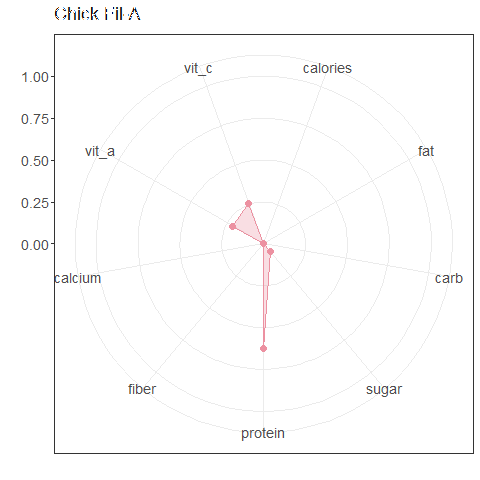 Chick Fil-A
vit_c
calories
1.00
0.75
vit_a
fat
0.50
0.25
0.00
calcium
carb
fiber
sugar
protein